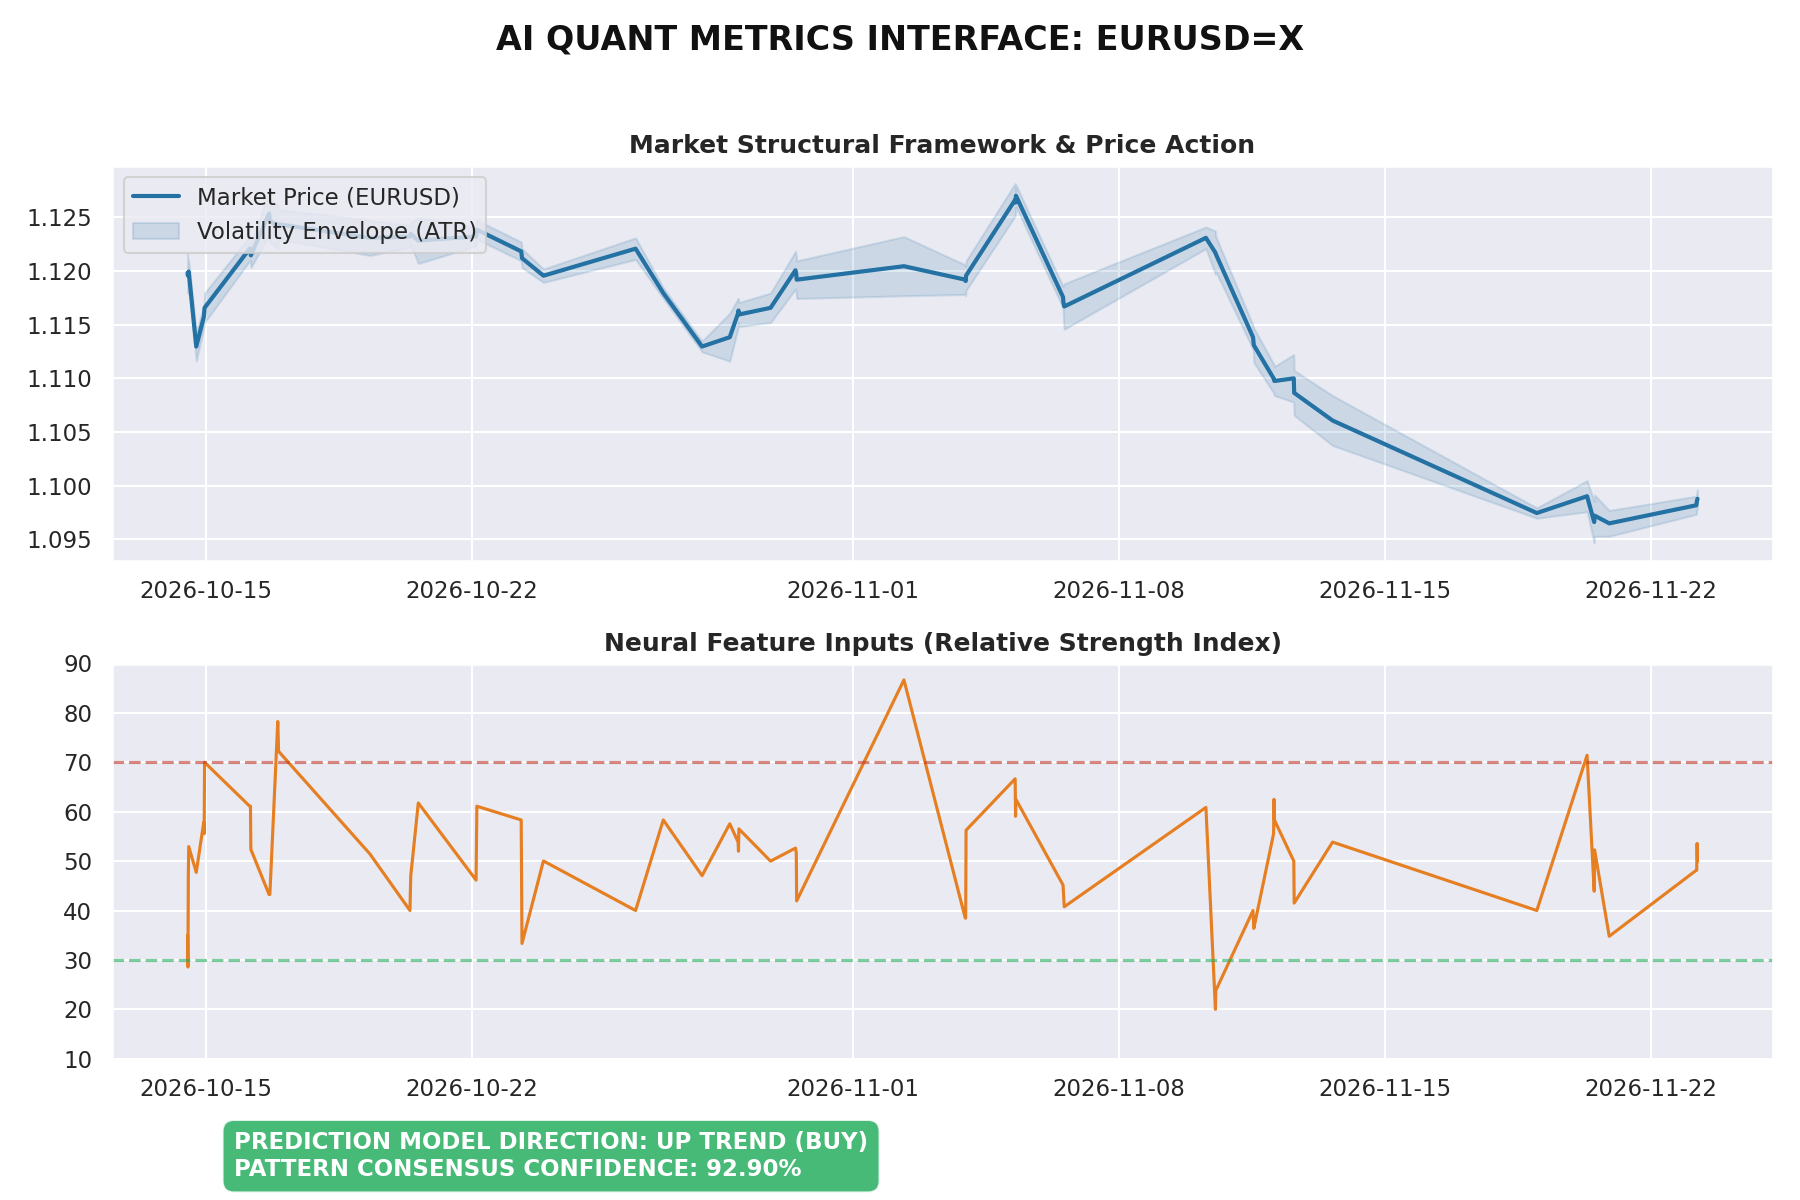 AI QUANT METRICS INTERFACE: EURUSD=X
Market Structural Framework & Price Action
Market Price (EURUSD)
Volatility Envelope (ATR)
1.125
1.120
1.115
1.110
1.105
1.100
1.095
2026-10-15 2026-10-22 2026-11-01 2026-11-08 2026-11-15 2026-11-22
Neural Feature Inputs (Relative Strength Index)
90
80
70
60
50
40
30
20
10
2026-10-15 2026-10-22 2026-11-01 2026-11-08 2026-11-15 2026-11-22
PREDICTION MODEL DIRECTION: UP TREND (BUY)
PATTERN CONSENSUS CONFIDENCE: 92.90%